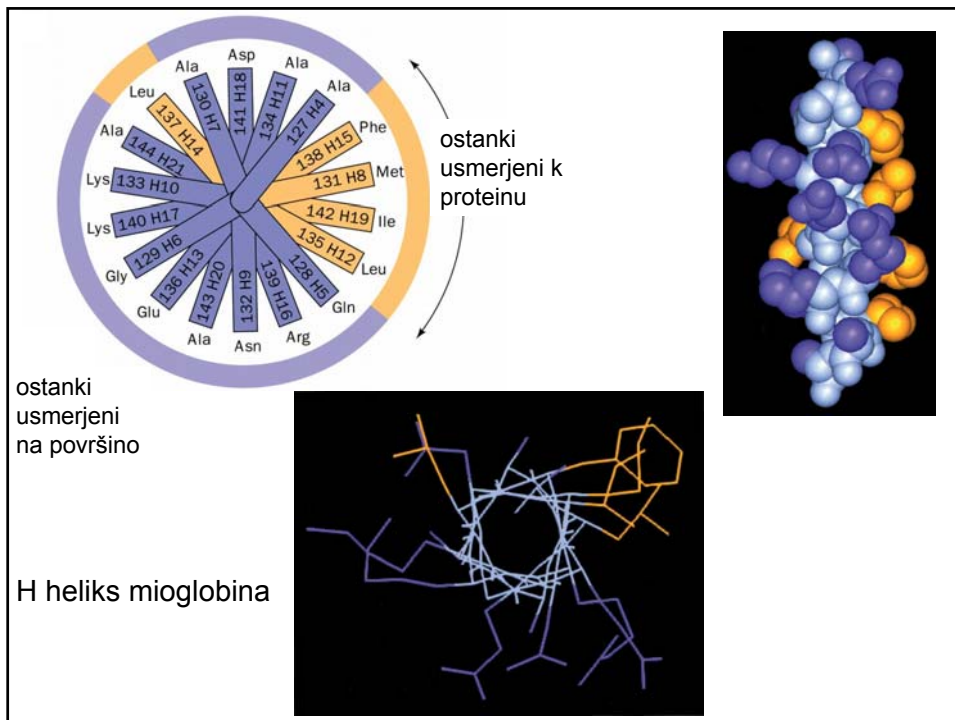 Asp
Ala
Ala
Ala
Leu
Phe
Ala
Met
Lys
Ile
Lys
Leu
Gly
Gln
Glu
Arg
Ala
Asn
141 H18
134 H11
127 H4
138 H15
131 H8
142 H19
135 H12
128 H5
139 H16
132 H9
143 H20
136 H13
129 H6
140 H17
133 H10
144 H21
137 H14
130 H7
ostanki
usmerjeni k
proteinu
ostanki
usmerjeni
na površino
H heliks mioglobina